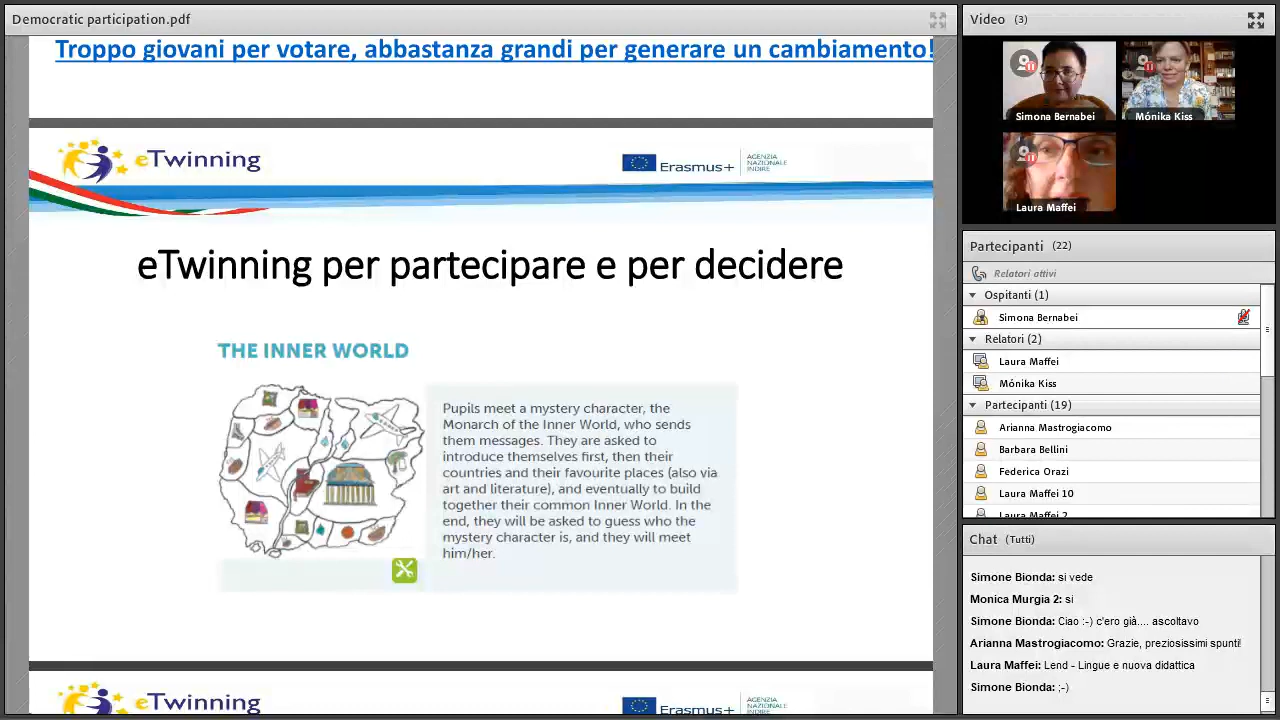 Democratic participation.pdf
Troppo giovani per votare, abbastanza grandi per generare un cambiamento!
eTwinning
Erasmus+
AGENZIA
NAZIONALE
INDIRE
eTwinning per partecipare e per decidere
THE INNER WORLD
Pupils meet a mystery character, the
Monarch of the Inner World, who sends
them messages. They are asked to
introduce themselves first, then their
countries and their favourite places (also via
art and literature), and eventually to build
together their common Inner World. In the
end, they will be asked to guess who the
mystery character is, and they will meet
him/her.
eTwinning
Erasmus+
AGENZIA
NAZIONALE
INDIRE
Video (3)
Simona Bernabei
Mónika Kiss
Laura Maffei
Partecipanti (22)
Relatori attivi
Ospitanti (1)
Simona Bernabei
Relatori (2)
Laura Maffei
Mónika Kiss
Partecipanti (19)
Arianna Mastrogiacomo
Barbara Bellini
Federica Orazi
Laura Maffei 10
Laura Maffei 2
Chat (Tutti)
Simone Bionda: si vede
Monica Murgia 2: si
Simone Bionda: Ciao :-) c'ero già.... ascoltavo
Arianna Mastrogiacomo: Grazie, preziosissimi spunti!
Laura Maffei: Lend - Lingue e nuova didattica
Simone Bionda: ;-)